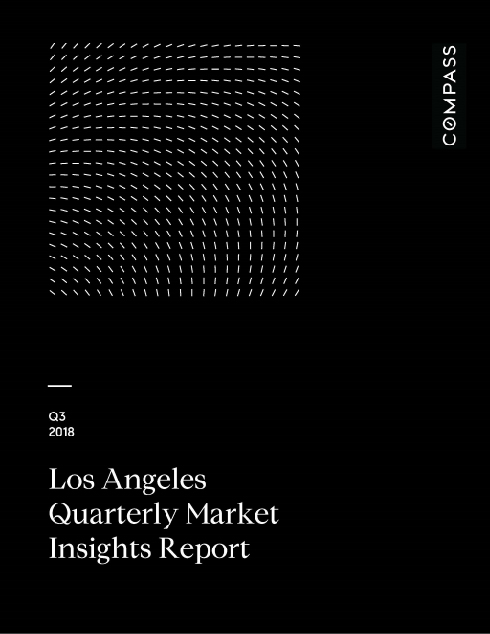 COMPASS
Q3
2018
Los Angeles
Quarterly Market
Insights Report